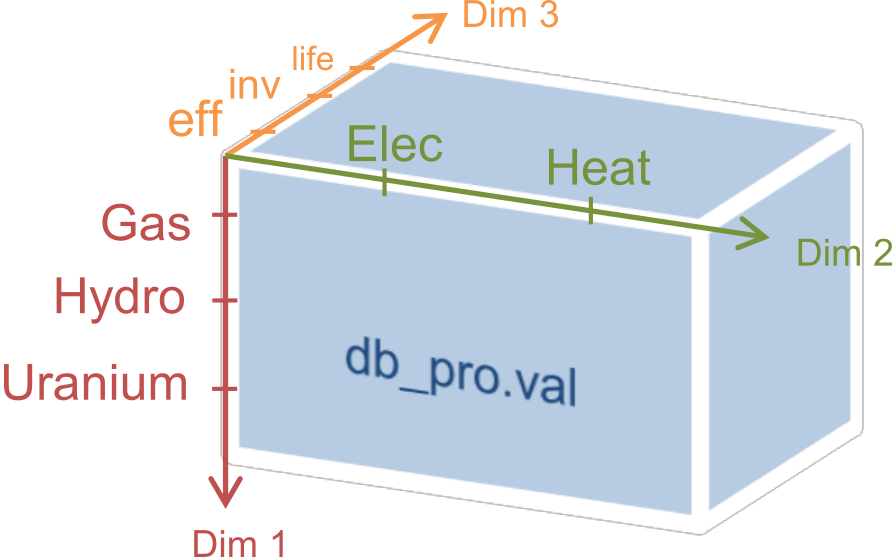 Dim 3
life
inv
eff
Elec
Heat
Gas
Dim 2
Hydro
db_pro.val
Uranium
Dim 1